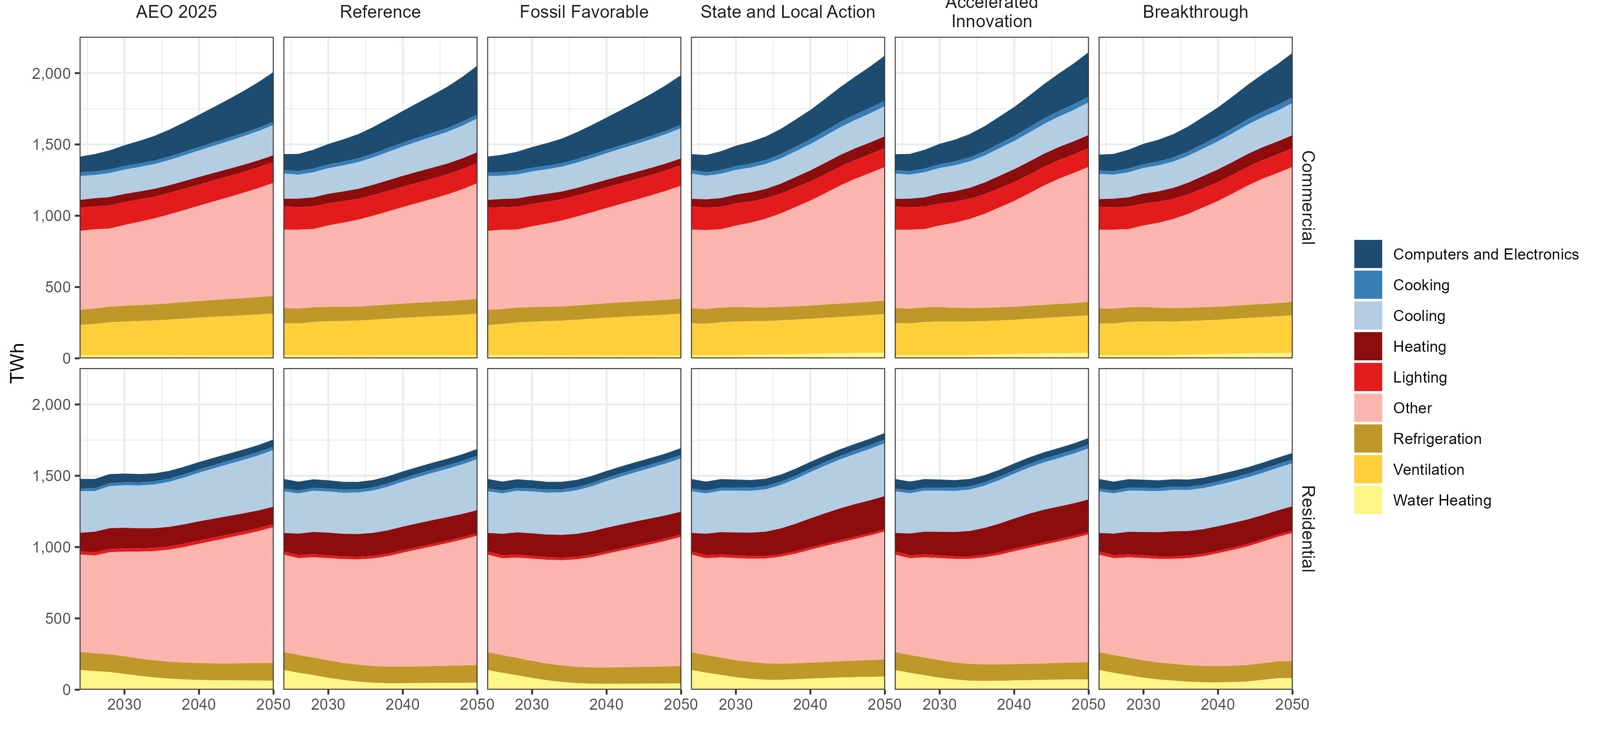 AEO 2025
Reference
Fossil Favorable
State and Local Action
Accelerated
Innovation
Breakthrough
2,000
1,500
1,000
500
0
Commercial
TWh
2,000
1,500
1,000
500
0
Residential
2030 2040 2050 2030 2040 2050 2030 2040 2050 2030 2040 2050 2030 2040 2050 2030 2040 2050
Computers and Electronics
Cooking
Cooling
Heating
Lighting
Other
Refrigeration
Ventilation
Water Heating